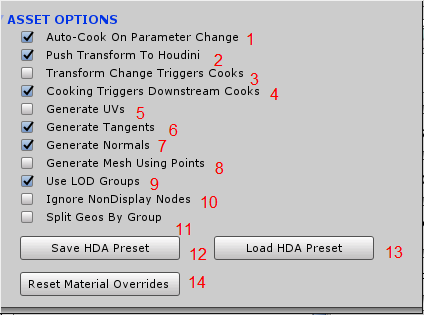 ASSET OPTIONS
Auto-Cook On Parameter Change 1
Push Transform To Houdini 2
Transform Change Triggers Cooks 3
Cooking Triggers Downstream Cooks 4
Generate UVs 5
Generate Tangents 6
Generate Normals 7
Generate Mesh Using Points 8
Use LOD Groups 9
Ignore NonDisplay Nodes 10
Split Geos By Group 11
Save HDA Preset 12 Load HDA Preset 13
Reset Material Overrides 14